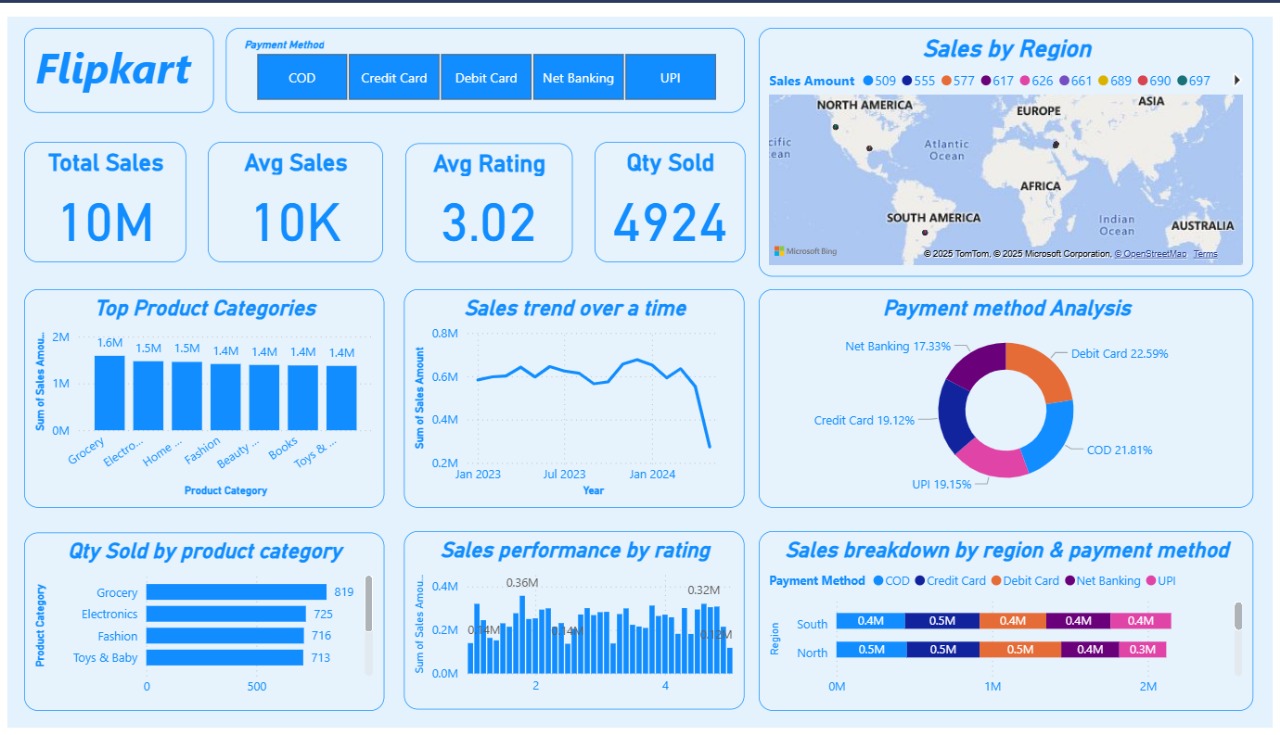 Flipkart
Payment Method
COD
Credit Card
Debit Card
Net Banking
UPI
Total Sales
10M
Avg Sales
10K
Avg Rating
3.02
Qty Sold
4924
Sales by Region
Sales Amount 509 555 577 617 626 661 689 690 697
NORTH AMERICA
EUROPE
ASIA
cific
ean
Atlantic
Ocean
AFRICA
SOUTH AMERICA
Indian
Ocean
AUSTRALIA
Microsoft Bing
© 2025 TomTom, © 2025 Microsoft Corporation, © OpenStreetMap Terms
Top Product Categories
Sum of Sales Amou...
2M
1M
0M
1.6M 1.5M 1.5M 1.4M 1.4M 1.4M 1.4M
Grocery
Electro...
Home ...
Fashion
Beauty ...
Books
Toys & ...
Product Category
Sales trend over a time
Sum of Sales Amount
0.8M
0.6M
0.4M
0.2M
Jan 2023 Jul 2023 Jan 2024
Year
Payment method Analysis
Net Banking 17.33%
Debit Card 22.59%
Credit Card 19.12%
COD 21.81%
UPI 19.15%
Qty Sold by product category
Product Category
Grocery 819
Electronics 725
Fashion 716
Toys & Baby 713
0 500
Sales performance by rating
Sum of Sales Amou...
0.4M
0.2M
0.0M
0.36M
0.32M
0.14M
0.14M
0.12M
2 4
Sales breakdown by region & payment method
Payment Method COD Credit Card Debit Card Net Banking UPI
Region
South 0.4M 0.5M 0.4M 0.4M 0.4M
North 0.5M 0.5M 0.5M 0.4M 0.3M
0M 1M 2M